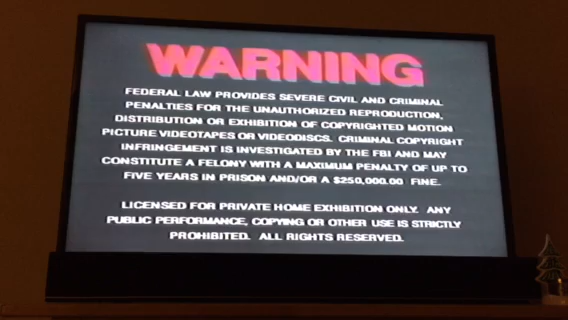 WARNING
FEDERAL LAW PROVIDES SEVERE CIVIL AND CRIMINAL
PENALTIES FOR THE UNAUTHORIZED REPRODUCTION,
DISTRIBUTION OR EXHIBITION OF COPYRIGHTED MOTION
PICTURE VIDEOTAPES OR VIDEODISCS. CRIMINAL COPYRIGHT
INFRINGEMENT IS INVESTIGATED BY THE FBI AND MAY
CONSTITUTE A FELONY WITH A MAXIMUM PENALTY OF UP TO
FIVE YEARS IN PRISON AND/OR A $250,000.00 FINE.
LICENSED FOR PRIVATE HOME EXHIBITION ONLY. ANY
PUBLIC PERFORMANCE, COPYING OR OTHER USE IS STRICTLY
PROHIBITED. ALL RIGHTS RESERVED.